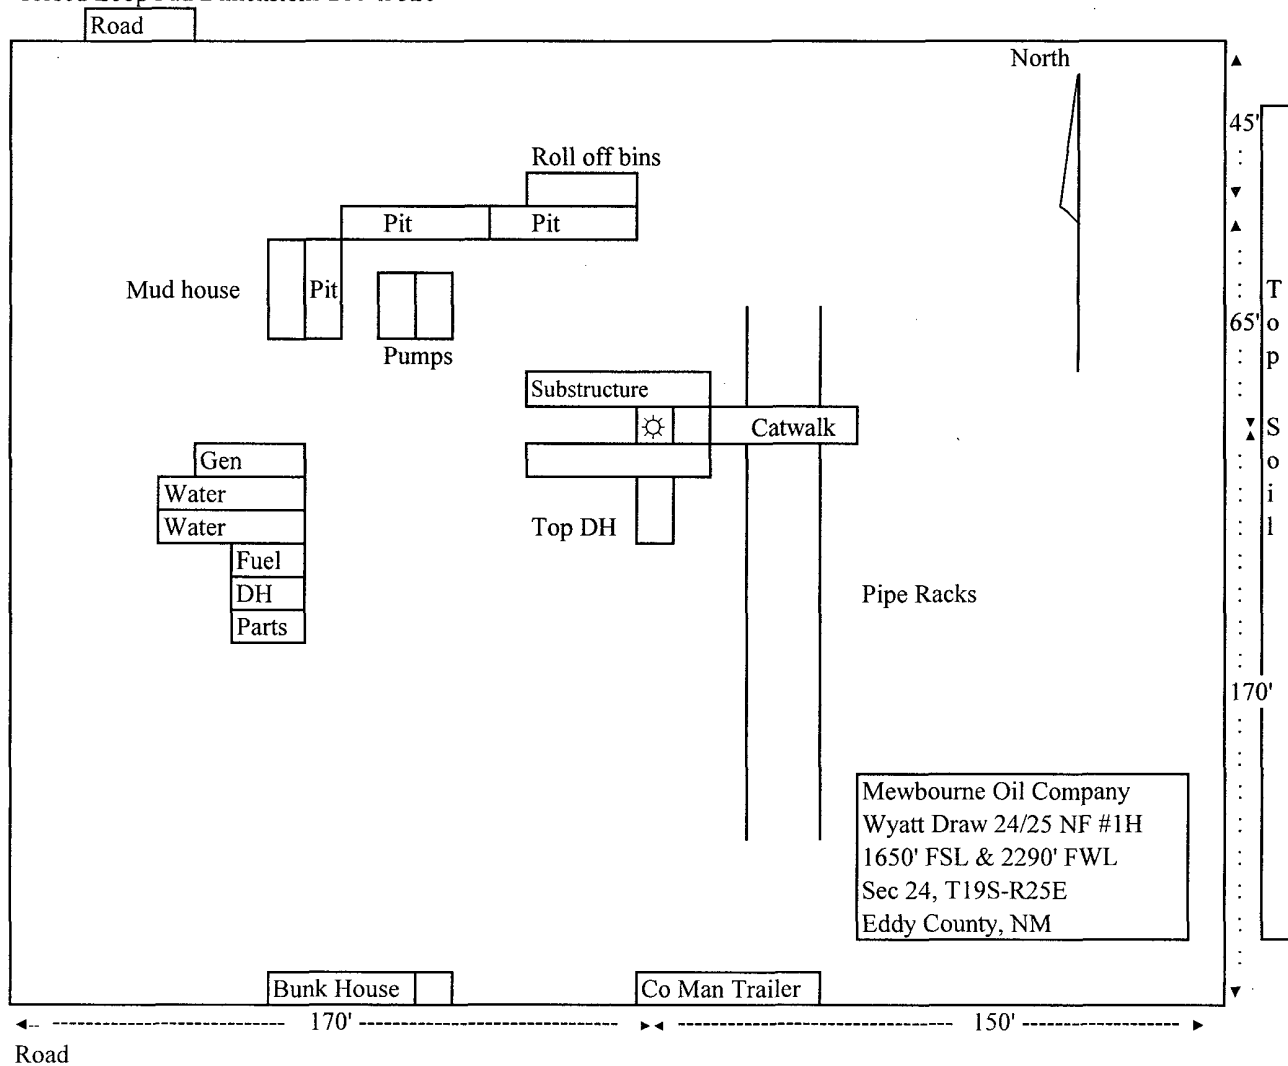 Road
North
45'
Roll off bins
Pit Pit
Mud house Pit
65'
Pumps
Substructure
Catwalk
Top Soil
Gen
Water
Water
Top DH
Fuel
DH
Parts
Pipe Racks
170'
Mewbourne Oil Company
Wyatt Draw 24/25 NF #1H
1650' FSL & 2290' FWL
Sec 24, T19S-R25E
Eddy County, NM
Bunk House
Co Man Trailer
170' 150'
Road